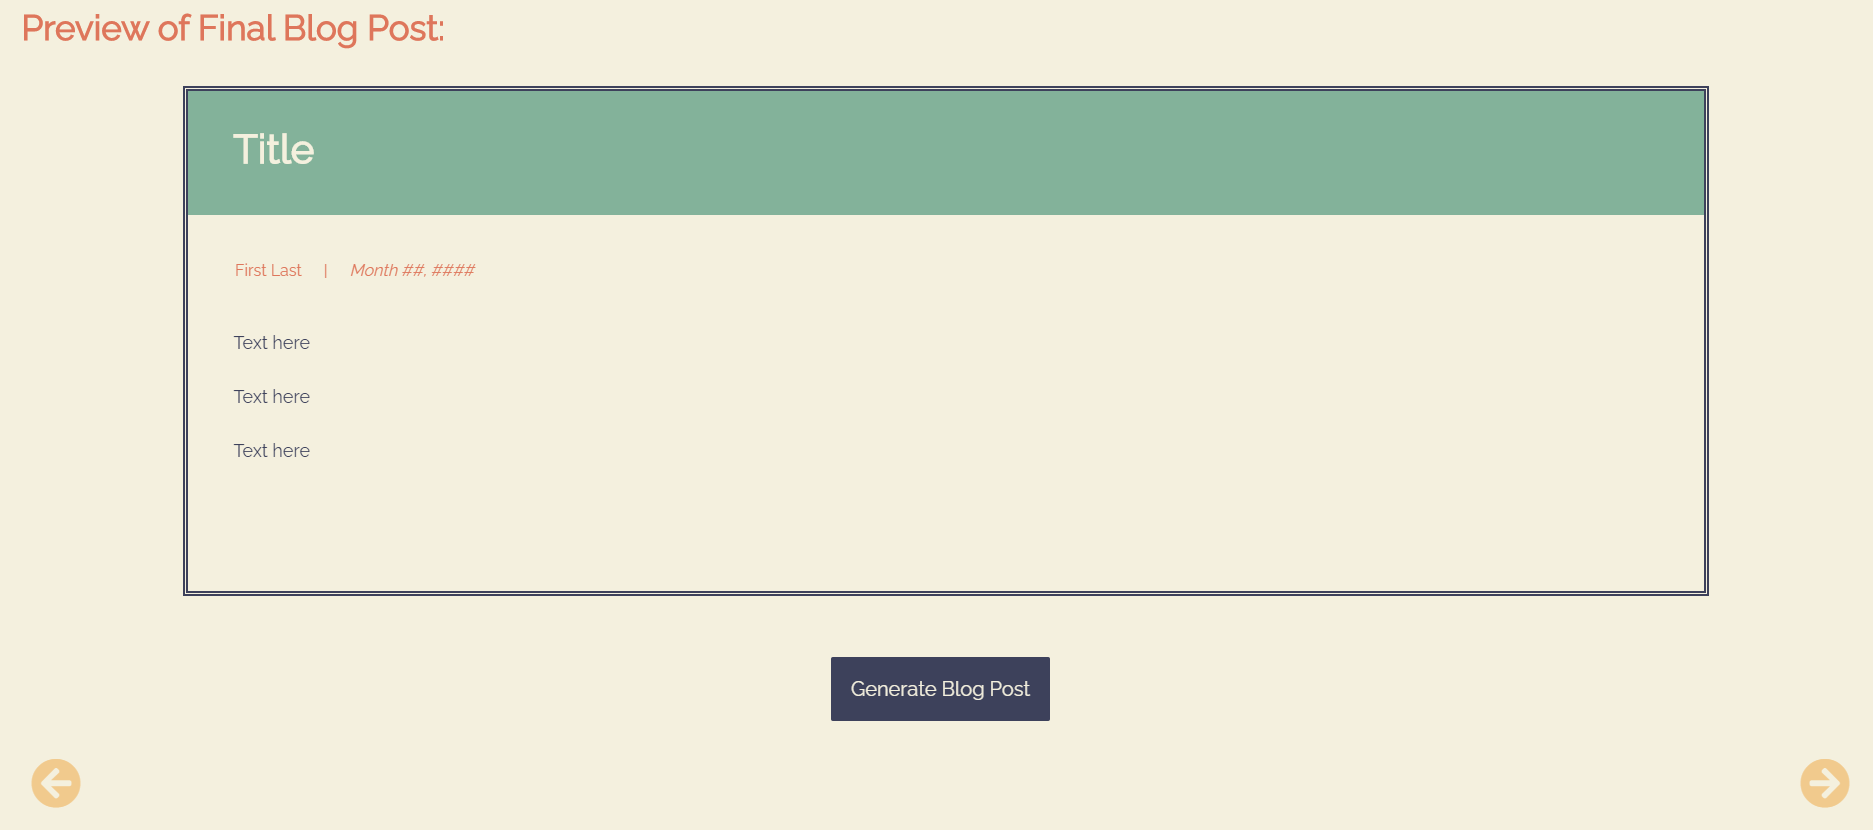 Preview of Final Blog Post:
Title
First Last | Month ##, ####
Text here
Text here
Text here
Generate Blog Post